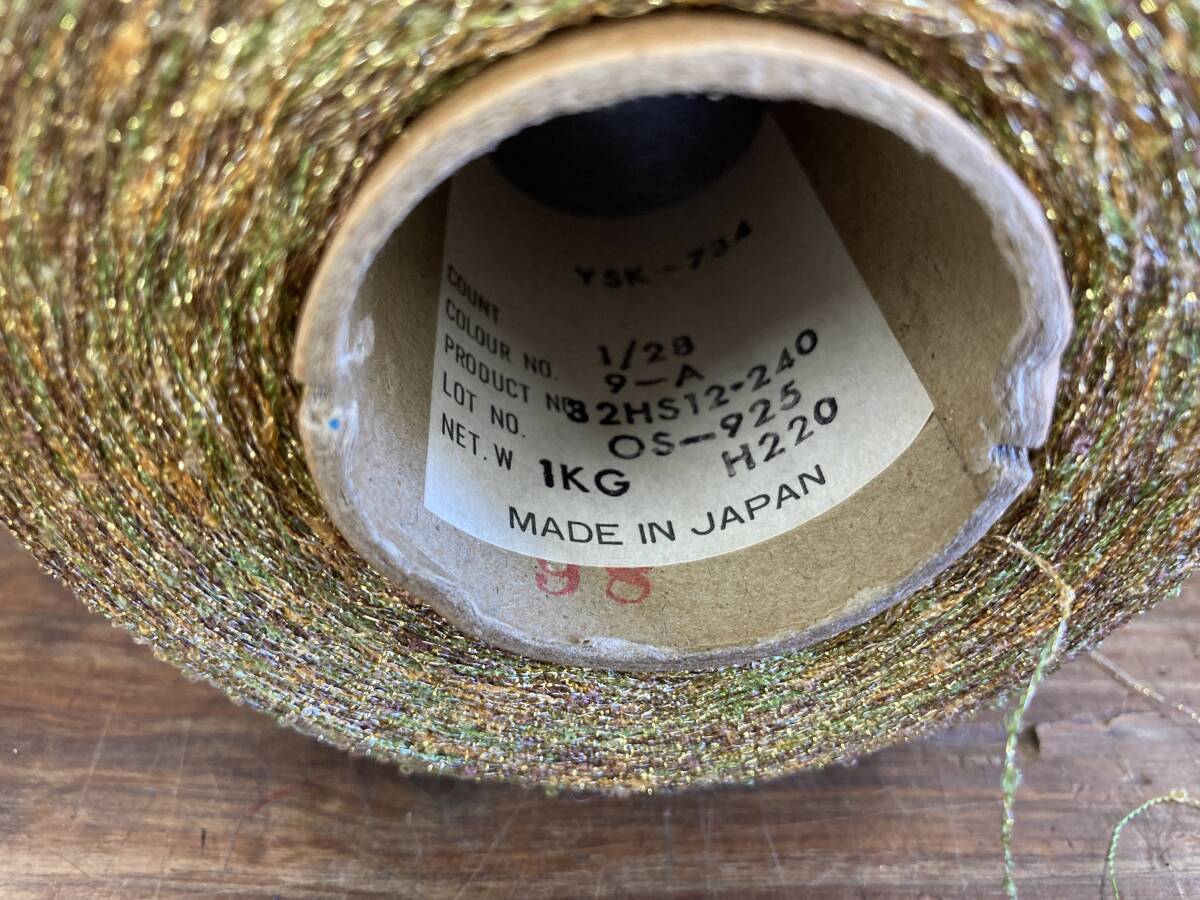 YSK-734
COUNT 1/28
COLOUR NO. 9-A
PRODUCT NO. 82HS12-240
LOT NO. OS-925
NET.W 1KG H220
MADE IN JAPAN
98